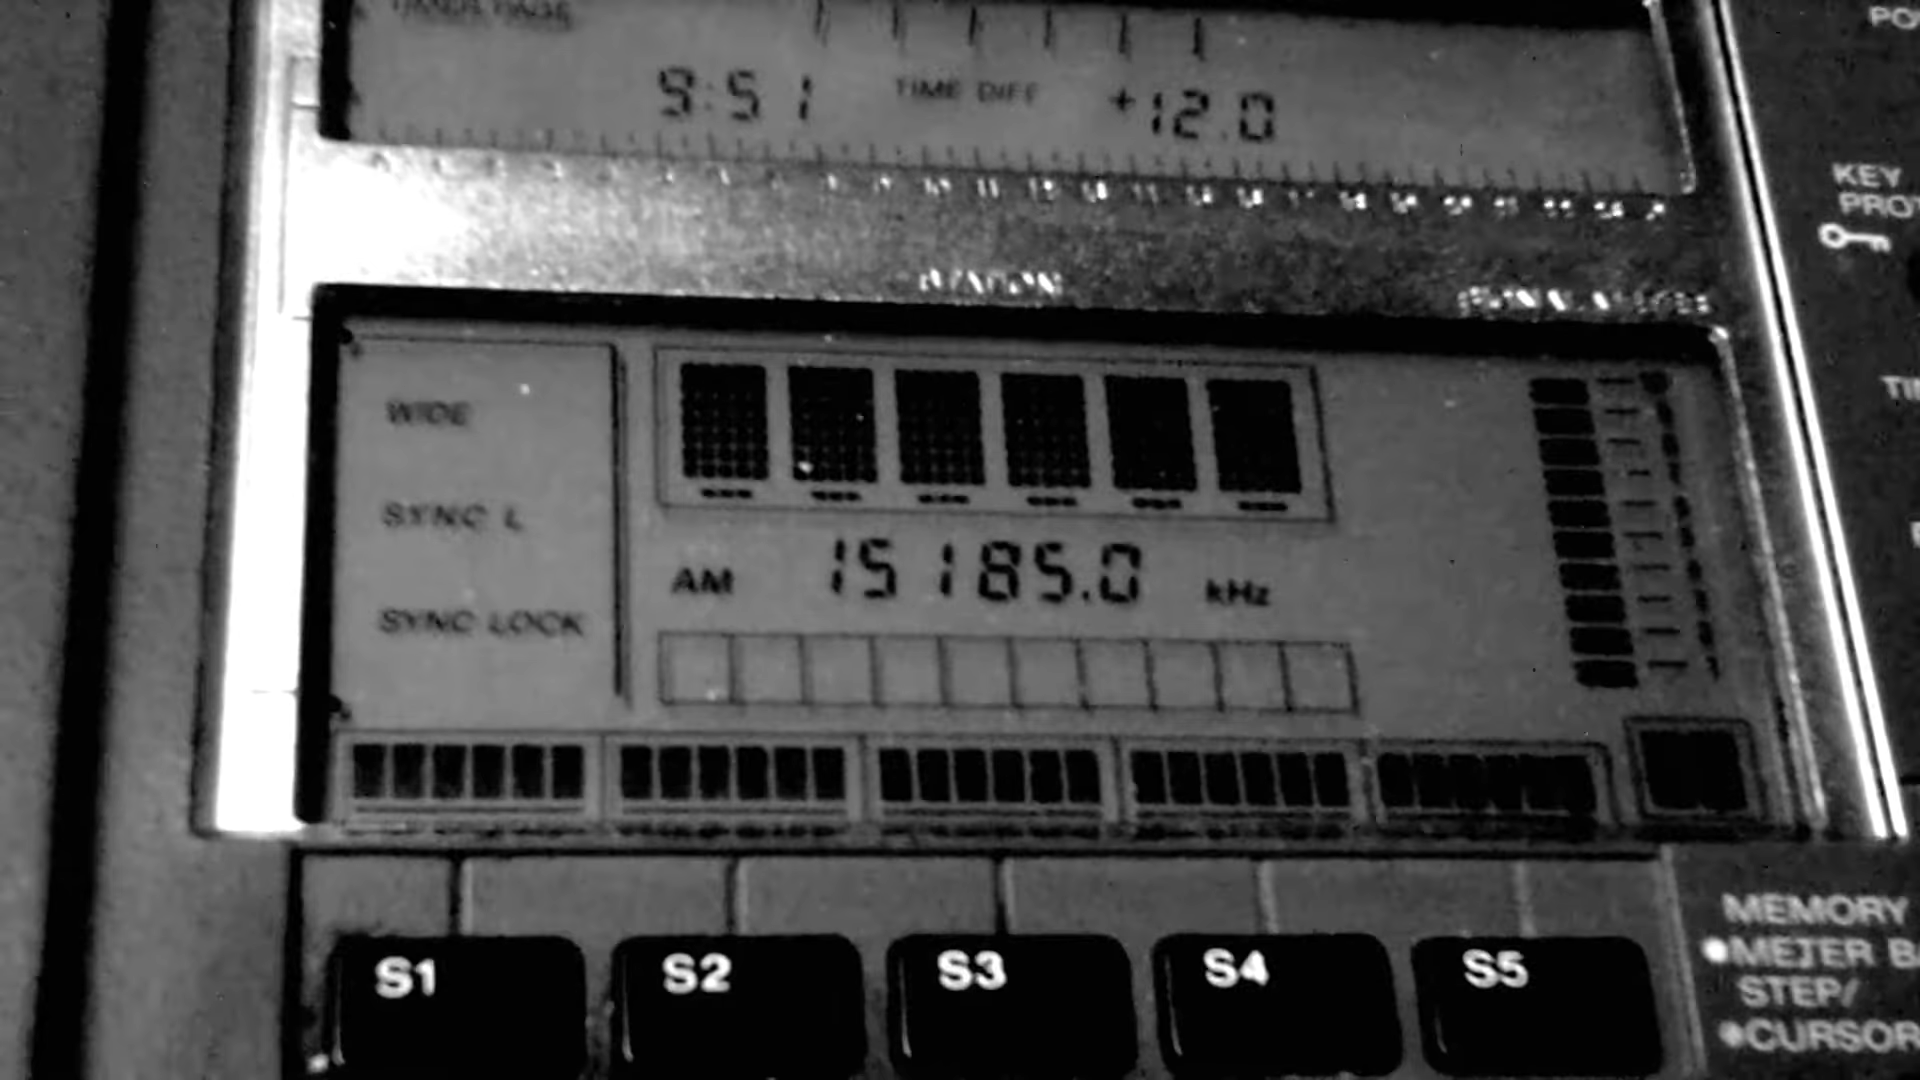 9:51 TIME DIFF +12.0
KEY
STATION
WIDE
SYNC L
AM 15185.0 kHz
SYNC LOCK
S1 S2 S3 S4 S5
MEMORY
METER
STEP/
CURSOR